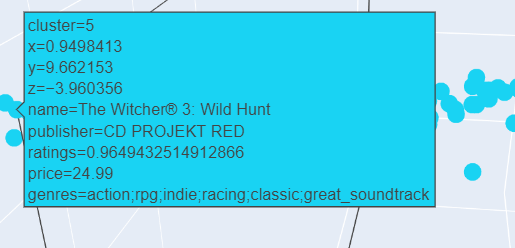 cluster=5
x=0.9498413
y=9.662153
z=−3.960356
name=The Witcher® 3: Wild Hunt
publisher=CD PROJEKT RED
ratings=0.9649432514912866
price=24.99
genres=action;rpg;indie;racing;classic;great_soundtrack